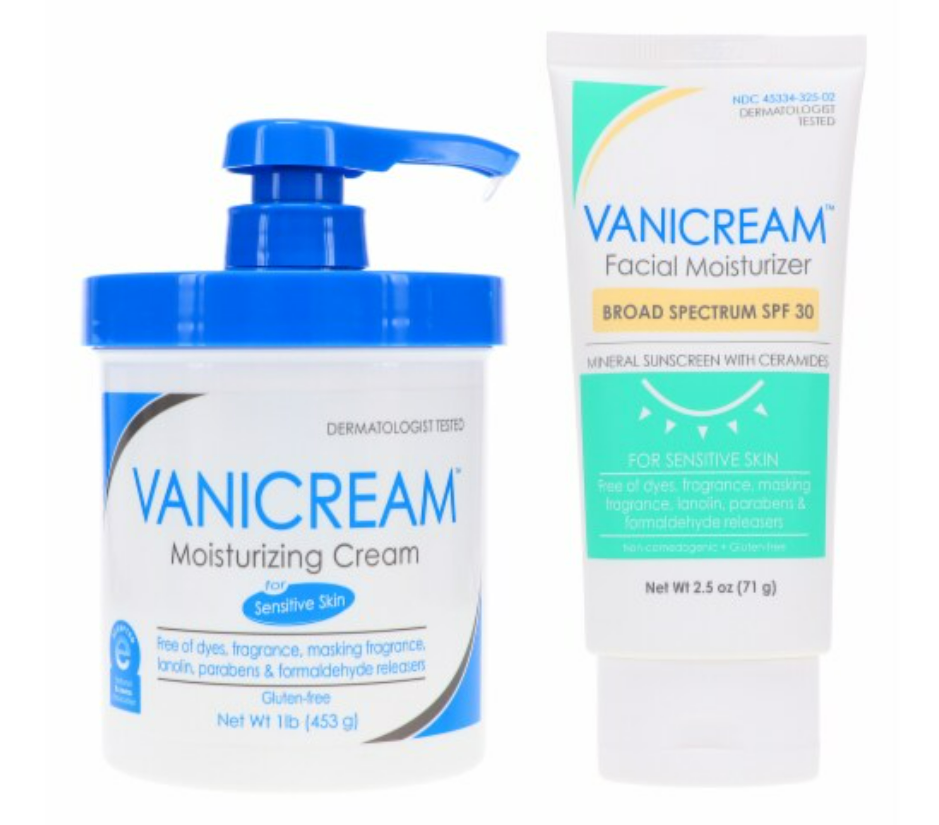 DERMATOLOGIST TESTED
VANICREAM™
Moisturizing Cream
for
Sensitive Skin
Free of dyes, fragrance, masking fragrance,
lanolin, parabens & formaldehyde releasers
Gluten-free
Net Wt 1lb (453 g)
e
NDC 45334-325-02
DERMATOLOGIST
TESTED
VANICREAM™
Facial Moisturizer
BROAD SPECTRUM SPF 30
MINERAL SUNSCREEN WITH CERAMIDES
FOR SENSITIVE SKIN
Free of dyes, fragrance, masking
fragrance, lanolin, parabens &
formaldehyde releasers
Non-comedogenic • Gluten-free
Net Wt 2.5 oz (71 g)